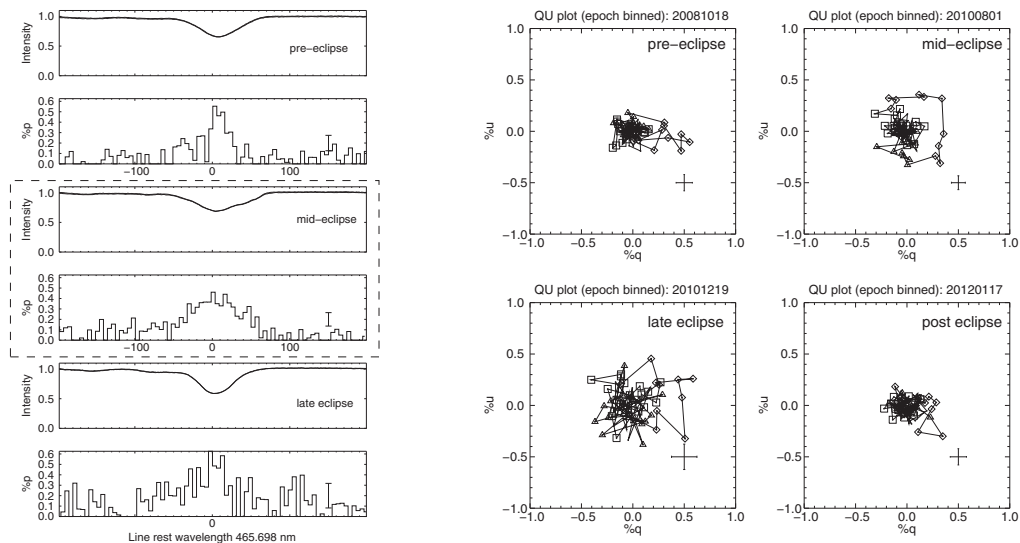 1.0
0.5
0.0
Intensity
pre-eclipse
0.6
0.5
0.4
0.3
0.2
0.1
0
%p
−100
0
100
1.0
0.5
0.0
Intensity
mid-eclipse
0.6
0.5
0.4
0.3
0.2
0.1
0
%p
−100
0
100
1.0
0.5
0.0
Intensity
late eclipse
0.6
0.5
0.4
0.3
0.2
0.1
0.0
%p
0
Line rest wavelength 465.698 nm
QU plot (epoch binned): 20081018
pre−eclipse
1.0
0.5
0.0
−0.5
−1.0
%u
−1.0
−0.5
0.0
0.5
1.0
%q
QU plot (epoch binned): 20100801
mid−eclipse
1.0
0.5
0.0
−0.5
−1.0
%u
−1.0
−0.5
0.0
0.5
1.0
%q
QU plot (epoch binned): 20101219
late eclipse
1.0
0.5
0.0
−0.5
−1.0
%u
−1.0
−0.5
0.0
0.5
1.0
%q
QU plot (epoch binned): 20120117
post eclipse
1.0
0.5
0.0
−0.5
−1.0
%u
−1.0
−0.5
0.0
0.5
1.0
%q